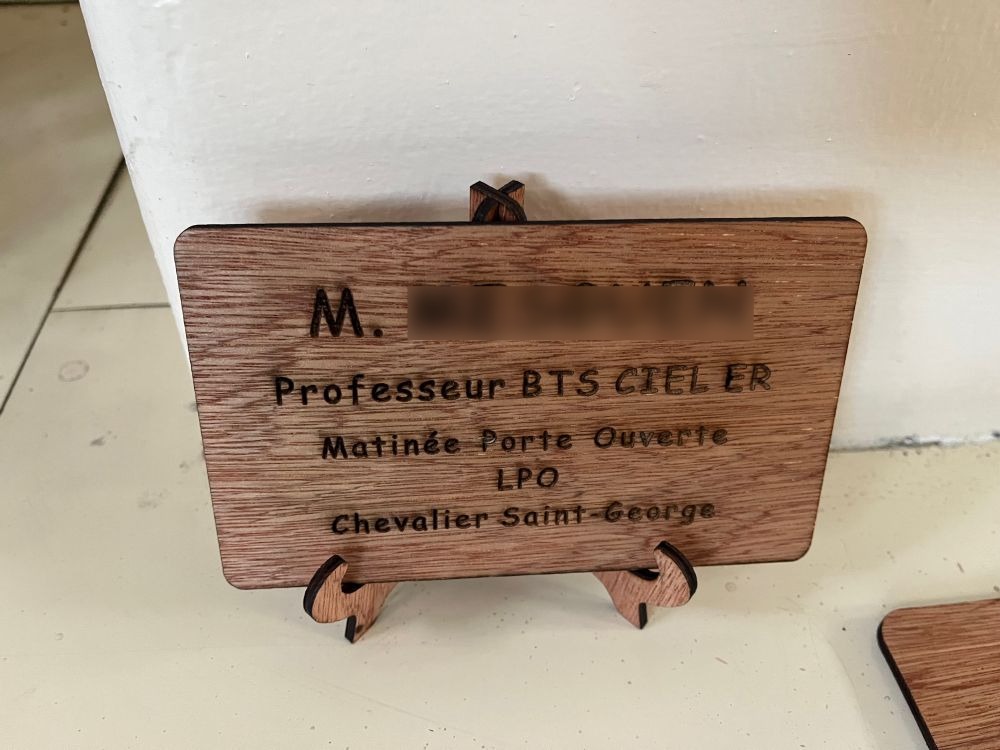 M.
Professeur BTS CIEL ER
Matinée Porte Ouverte
LPO
Chevalier Saint-George